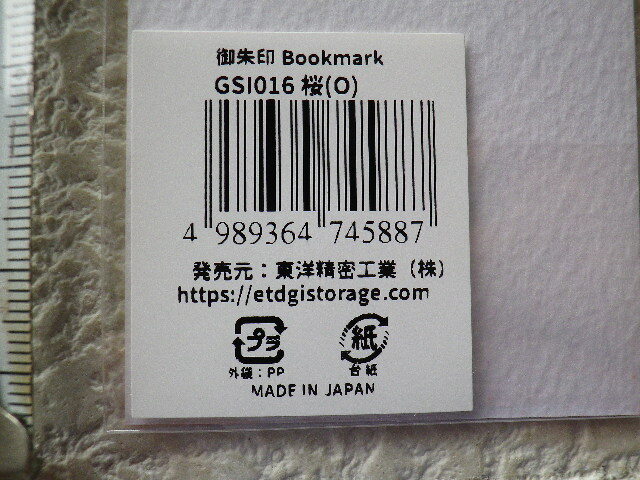 御朱印 Bookmark
GSI016 桜(O)
4 989364 745887
発売元：東洋精密工業（株）
https://etdgistorage.com
プラ 紙
外袋：PP 台紙
MADE IN JAPAN